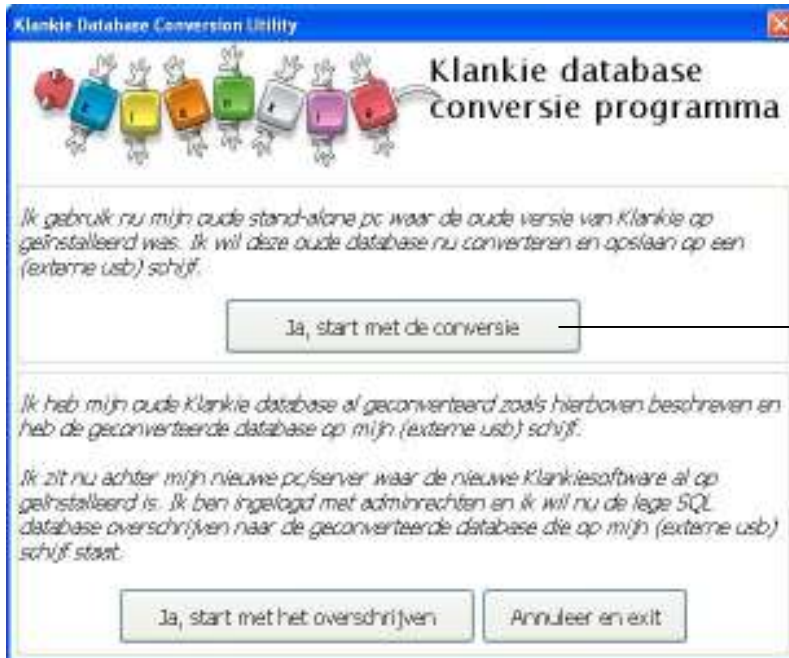 Klankie Database Conversion Utility
Klankie database
conversie programma
Ik gebruik nu mijn oude stand-alone pc waar de oude versie van Klankie op
geïnstalleerd was. Ik wil deze oude database nu converteren en opslaan op een
(externe usb) schijf.
Ja, start met de conversie
Ik heb mijn oude Klankie database al geconverteerd zoals hierboven beschreven en
heb de geconverteerde database op mijn (externe usb) schijf.
Ik zit nu achter mijn nieuwe pc/server waar de nieuwe Klankiesoftware al op
geïnstalleerd is. Ik ben ingelogd met adminrechten en ik wil nu de lege SQL
database overschrijven naar de geconverteerde database die op mijn (externe usb)
schijf staat.
Ja, start met het overschrijven
Annuleer en exit